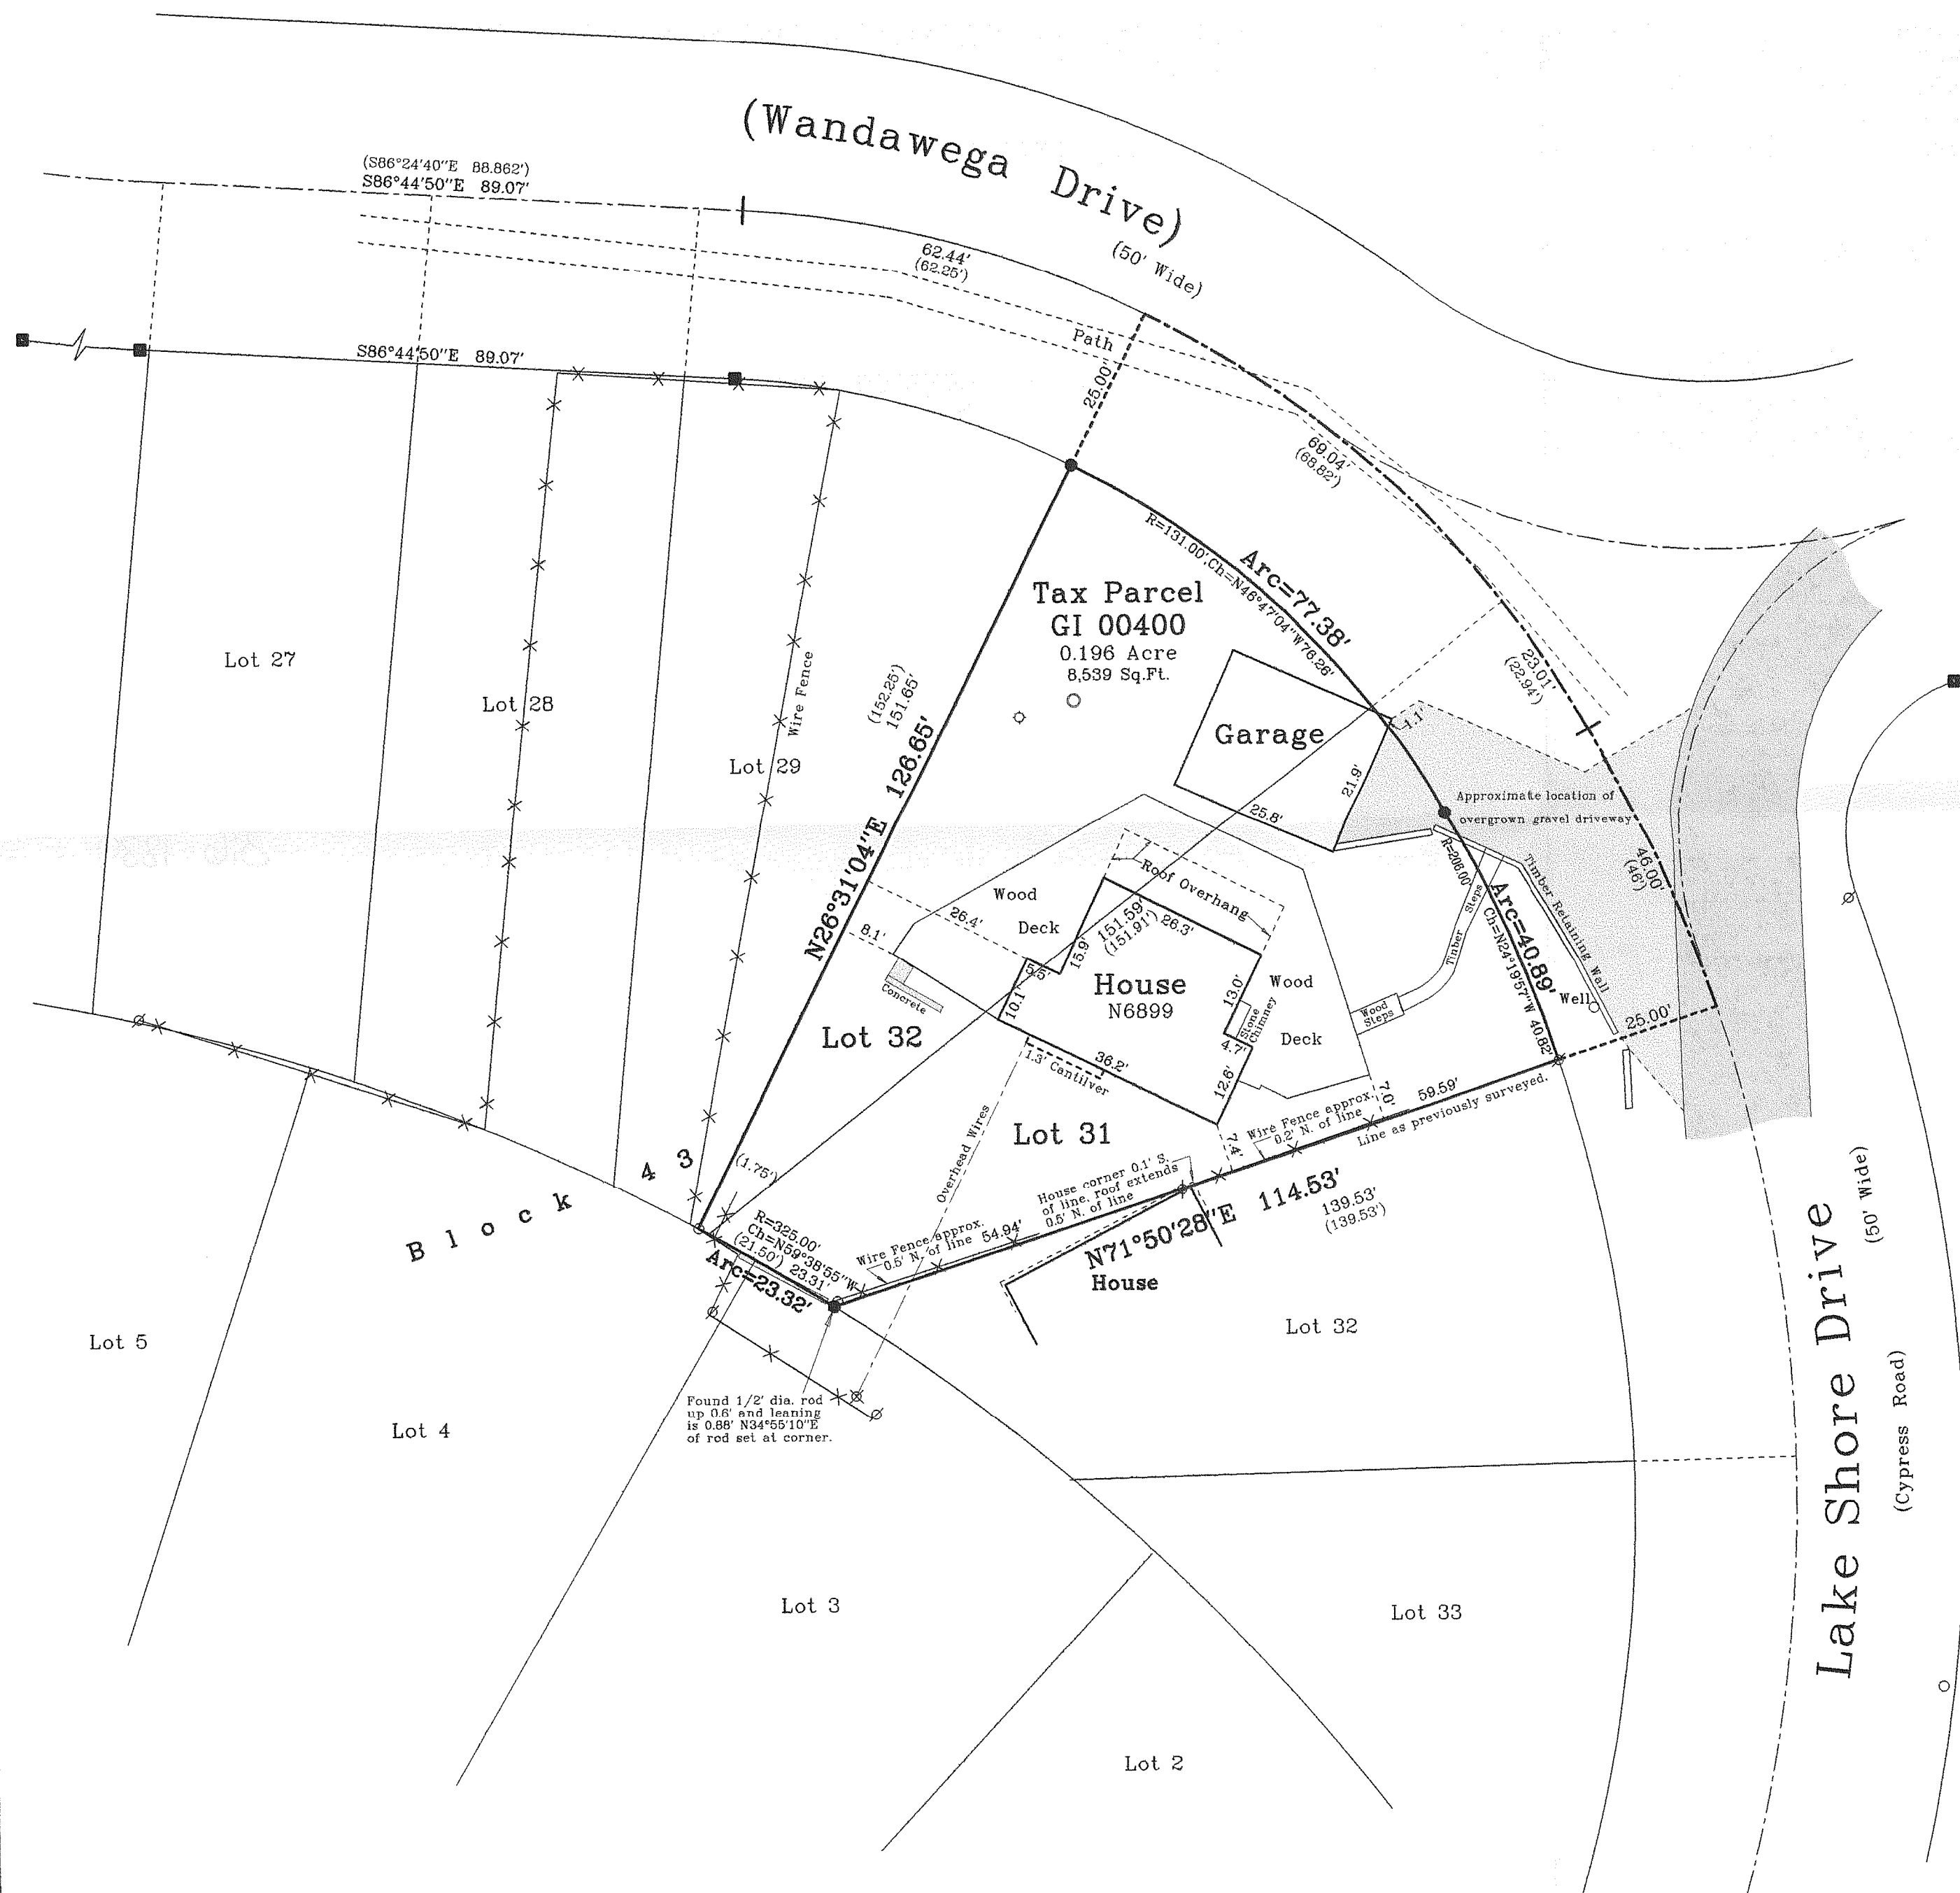 (Wandawega Drive)
(50' Wide)
(S86°24'40"E 88.862')
S86°44'50"E 89.07'
62.44'
(62.25')
Path
25.00'
S86°44'50"E 89.07'
69.04'
(68.82')
R=131.00',Ch=N46°47'04"W76.26'
Arc=77.38'
Tax Parcel
GI 00400
0.196 Acre
8,539 Sq.Ft.
23.01'
(22.94')
Lot 27
Lot 28
Lot 29
Wire Fence
(152.25')
151.65'
N26°31'04"E 126.65'
Garage
1.1'
21.9'
25.8'
Approximate location of
overgrown gravel driveway
46.00'
(46')
R=206.00'
Arc=40.89'
Ch=N24°19'57"W 40.82'
Timber Steps
Timber Retaining Well
Well
25.00'
Wood
Deck
Roof Overhang
26.4'
8.1'
151.59'
(151.91')
26.3'
15.9'
5.5'
10.1'
Concrete
House
N6899
13.0'
Stone
Chimney
4.7'
12.6'
Wood
Deck
Wood
Steps
Lot 32
36.2'
1.3' Cantilver
7.0'
59.59'
Line as previously surveyed.
Wire Fence approx.
0.2' N. of line
7.4'
Lot 31
Overhead Wires
House corner 0.1' S.
of line, roof extends
0.5' N. of line
N71°50'28"E 114.53'
139.53'
(139.53')
House
Block 43
(1.75')
R=325.00'
Ch=N59°38'55"W
(21.50') 23.31'
Arc=23.32'
Wire Fence approx.
0.5' N. of line
54.94'
Found 1/2' dia. rod
up 0.6' and leaning
is 0.88' N34°55'10"E
of rod set at corner.
Lot 5
Lot 4
Lot 3
Lot 2
Lot 32
Lot 33
Lake Shore Drive
(50' Wide)
(Cypress Road)